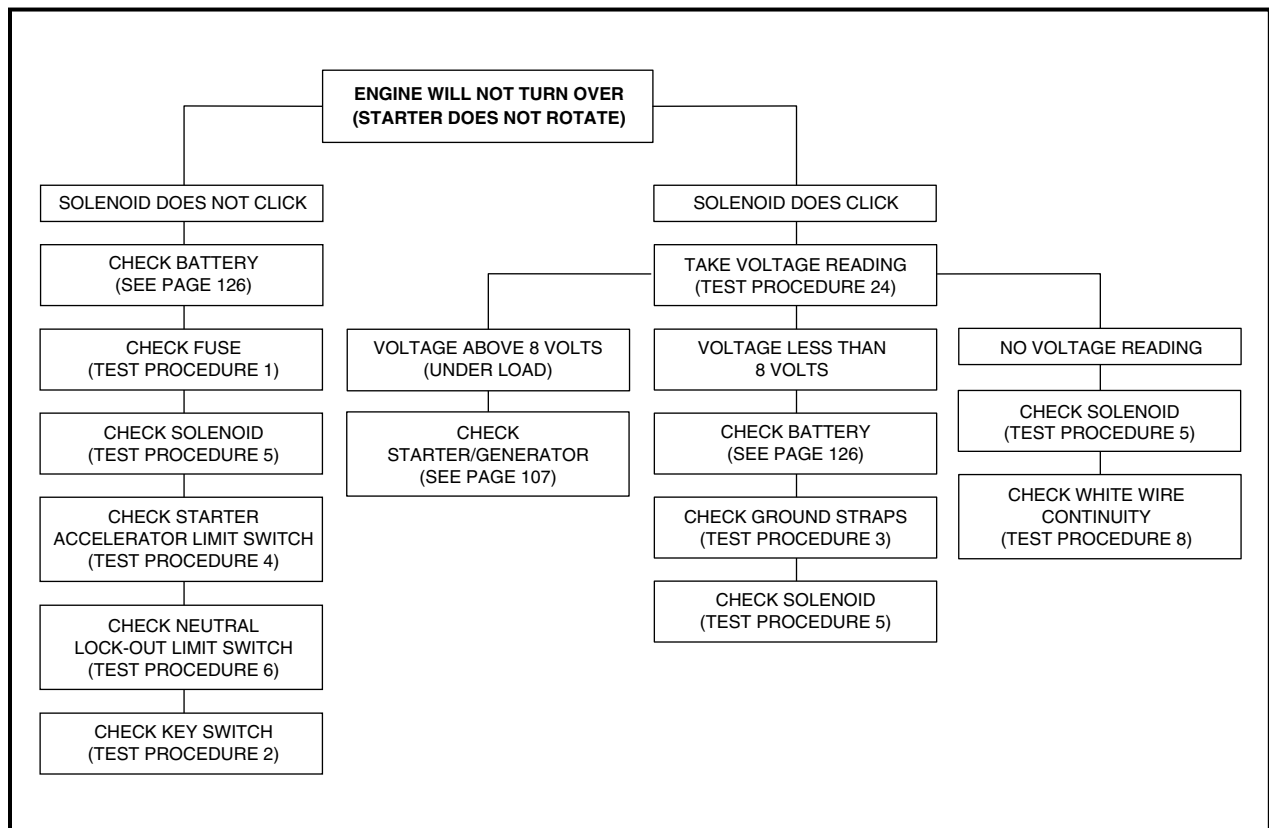 ENGINE WILL NOT TURN OVER
(STARTER DOES NOT ROTATE)
SOLENOID DOES NOT CLICK
CHECK BATTERY
(SEE PAGE 126)
CHECK FUSE
(TEST PROCEDURE 1)
CHECK SOLENOID
(TEST PROCEDURE 5)
CHECK STARTER
ACCELERATOR LIMIT SWITCH
(TEST PROCEDURE 4)
CHECK NEUTRAL
LOCK-OUT LIMIT SWITCH
(TEST PROCEDURE 6)
CHECK KEY SWITCH
(TEST PROCEDURE 2)
SOLENOID DOES CLICK
TAKE VOLTAGE READING
(TEST PROCEDURE 24)
VOLTAGE ABOVE 8 VOLTS
(UNDER LOAD)
CHECK
STARTER/GENERATOR
(SEE PAGE 107)
VOLTAGE LESS THAN
8 VOLTS
CHECK BATTERY
(SEE PAGE 126)
CHECK GROUND STRAPS
(TEST PROCEDURE 3)
CHECK SOLENOID
(TEST PROCEDURE 5)
NO VOLTAGE READING
CHECK SOLENOID
(TEST PROCEDURE 5)
CHECK WHITE WIRE
CONTINUITY
(TEST PROCEDURE 8)